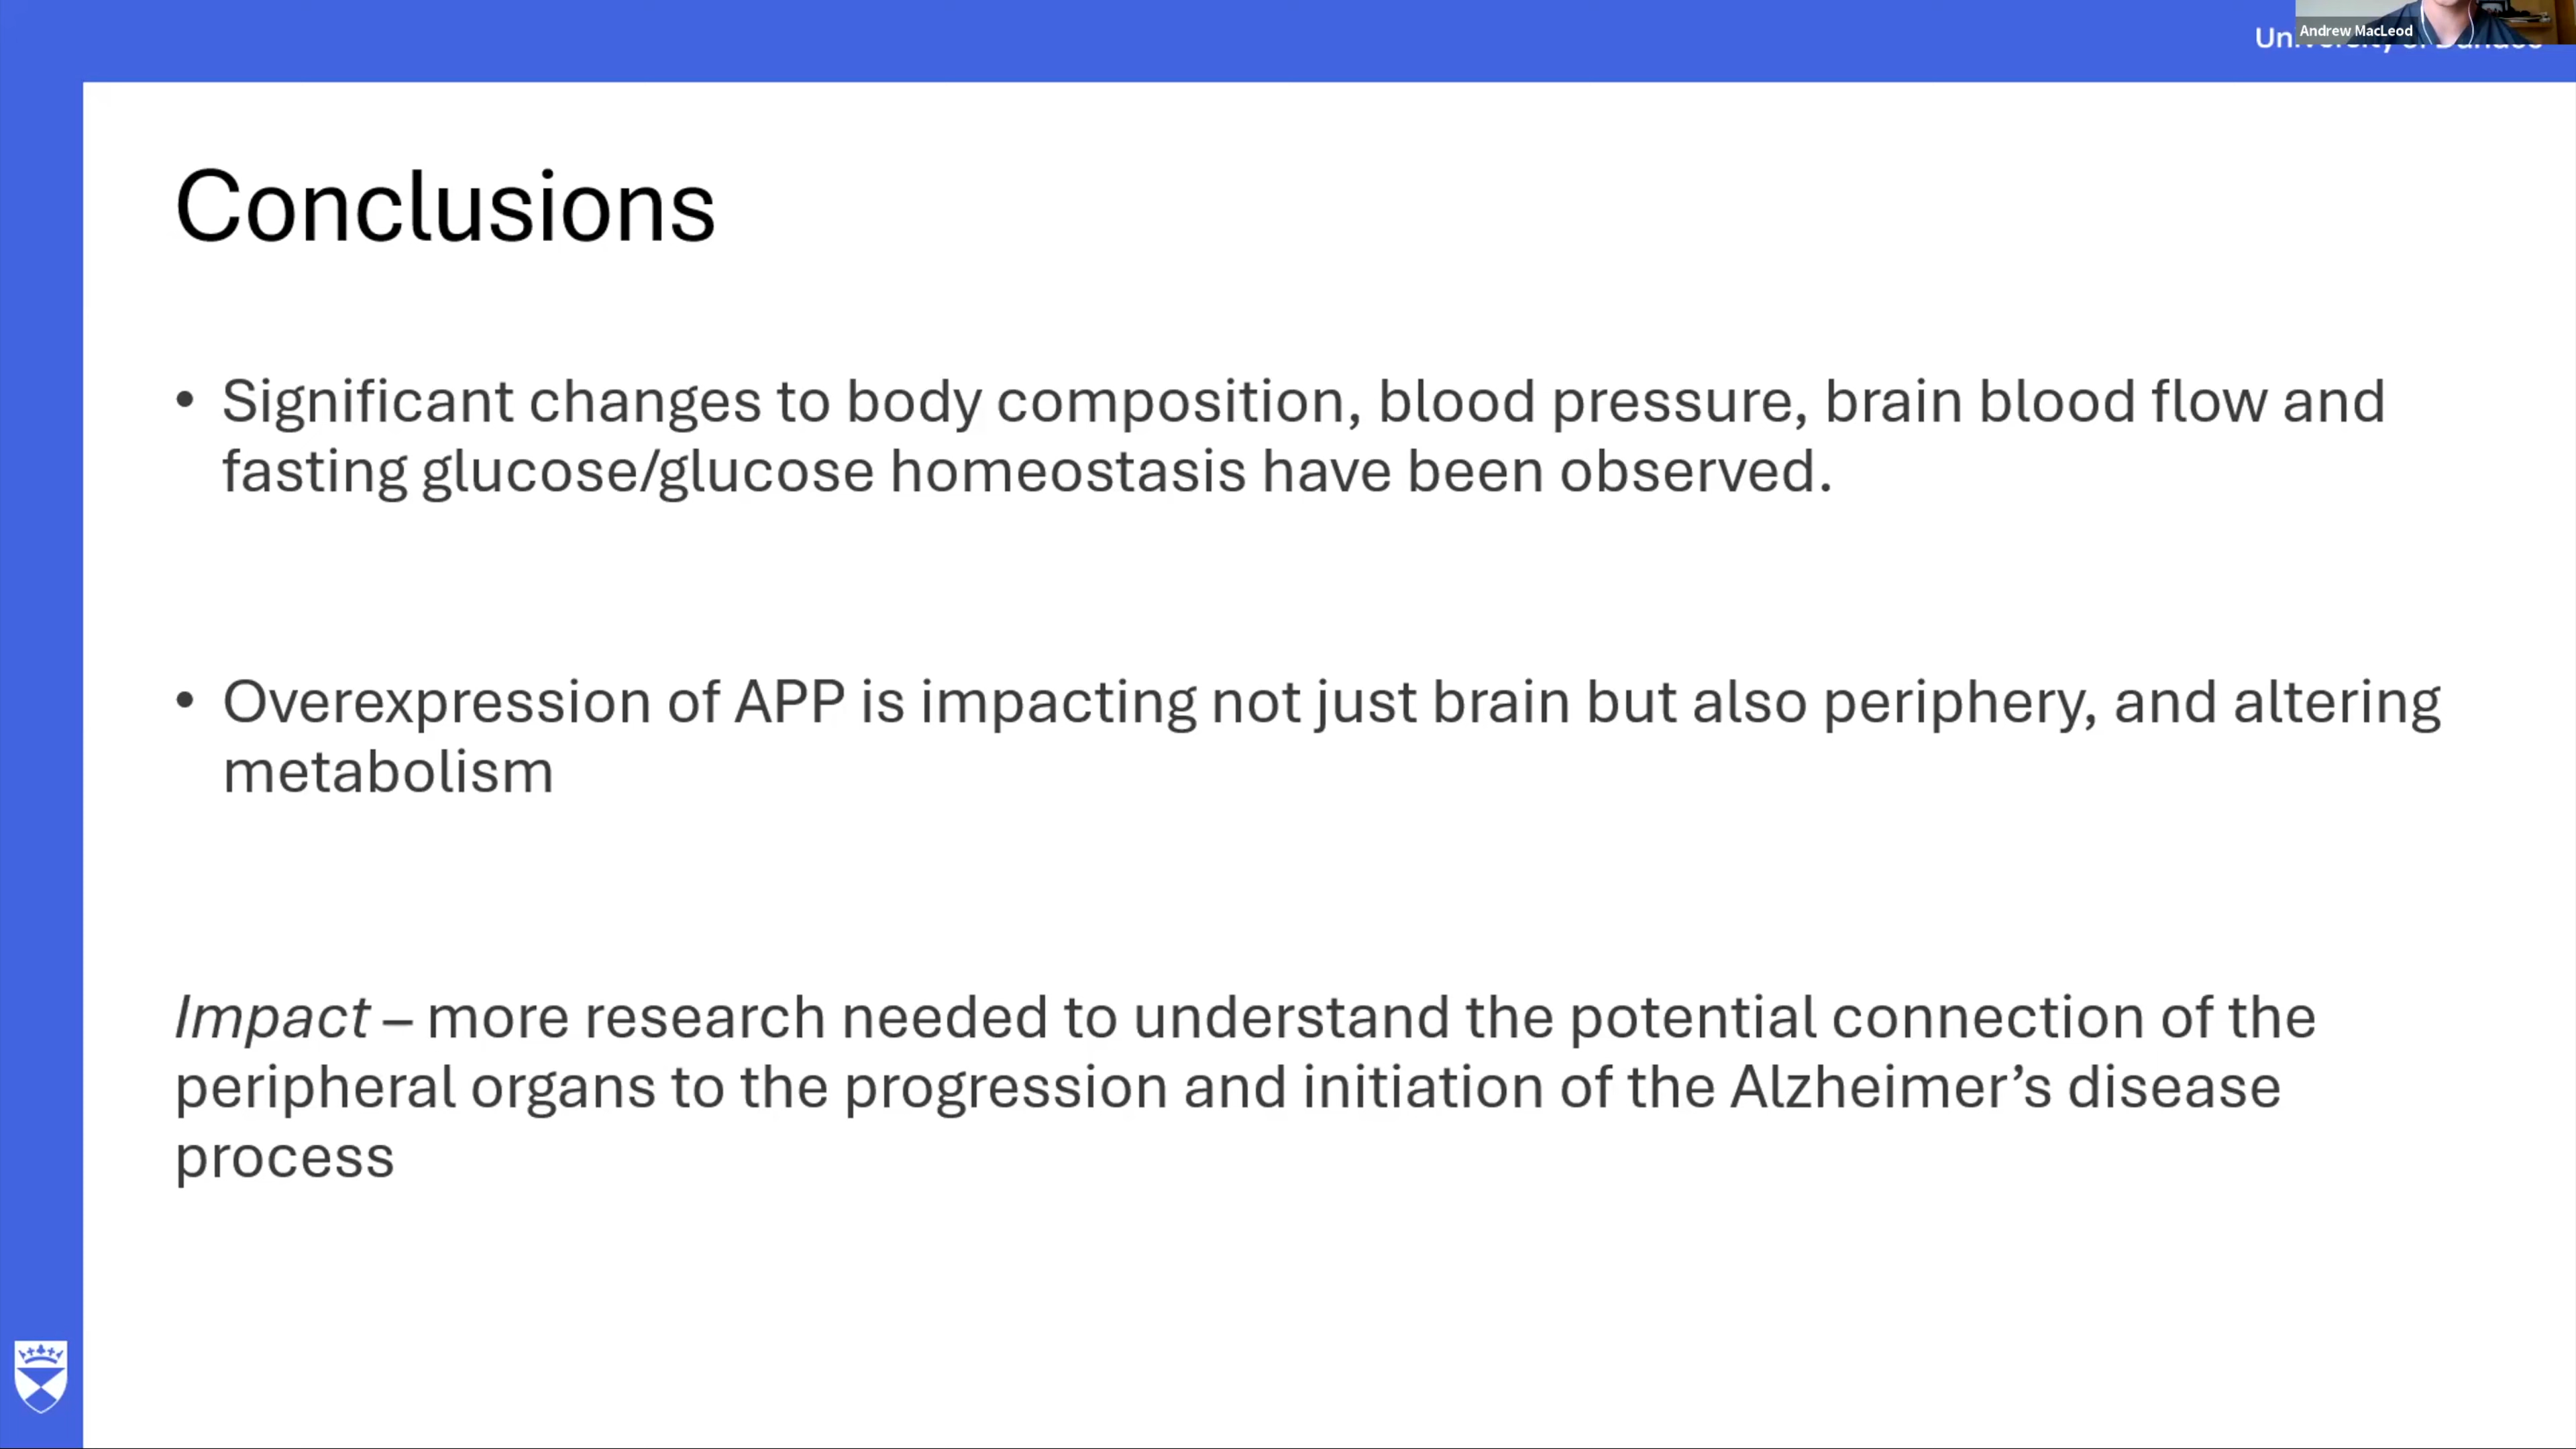 Andrew MacLeod
Conclusions
• Significant changes to body composition, blood pressure, brain blood flow and
fasting glucose/glucose homeostasis have been observed.
• Overexpression of APP is impacting not just brain but also periphery, and altering
metabolism
Impact – more research needed to understand the potential connection of the
peripheral organs to the progression and initiation of the Alzheimer’s disease
process